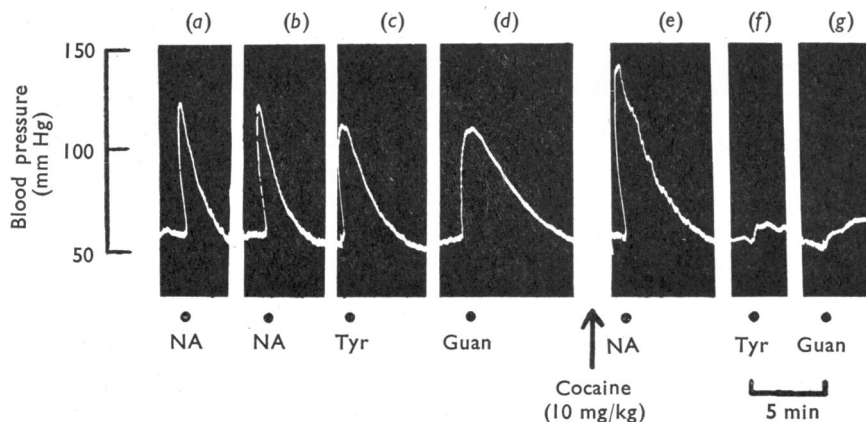 (a) (b) (c) (d) (e) (f) (g)
150
100
50
Blood pressure
(mm Hg)
NA NA Tyr Guan NA Tyr Guan
Cocaine
(10 mg/kg)
5 min